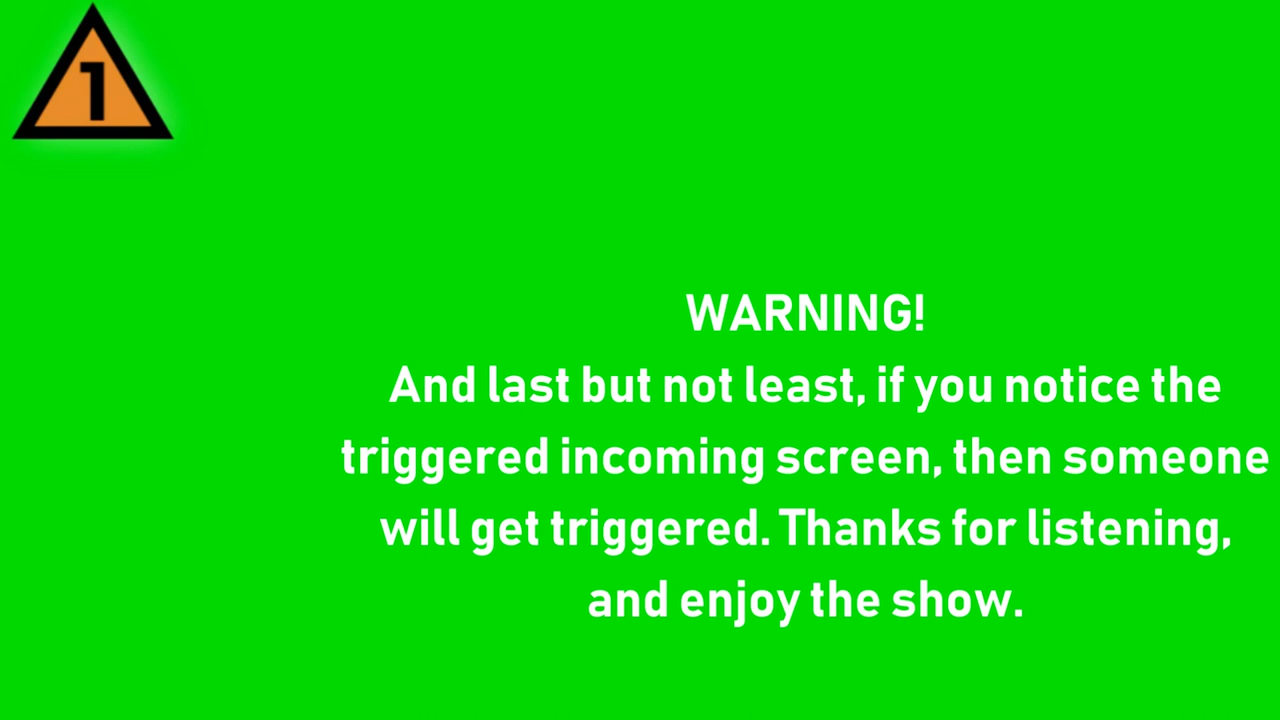 1
WARNING!
And last but not least, if you notice the
triggered incoming screen, then someone
will get triggered. Thanks for listening,
and enjoy the show.